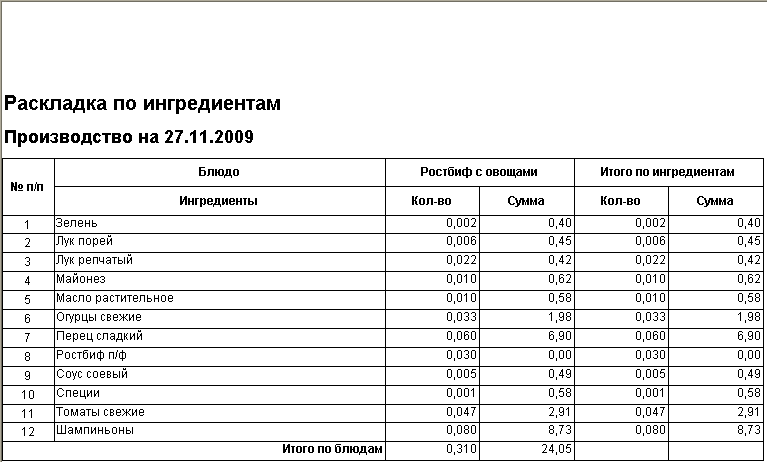 Раскладка по ингредиентам
Производство на 27.11.2009
№ п/п Блюдо Ростбиф с овощами Итого по ингредиентам
Ингредиенты Кол-во Сумма Кол-во Сумма
1 Зелень 0,002 0,40 0,002 0,40
2 Лук порей 0,006 0,45 0,006 0,45
3 Лук репчатый 0,022 0,42 0,022 0,42
4 Майонез 0,010 0,62 0,010 0,62
5 Масло растительное 0,010 0,58 0,010 0,58
6 Огурцы свежие 0,033 1,98 0,033 1,98
7 Перец сладкий 0,060 6,90 0,060 6,90
8 Ростбиф п/ф 0,030 0,00 0,030 0,00
9 Соус соевый 0,005 0,49 0,005 0,49
10 Специи 0,001 0,58 0,001 0,58
11 Томаты свежие 0,047 2,91 0,047 2,91
12 Шампиньоны 0,080 8,73 0,080 8,73
Итого по блюдам 0,310 24,05